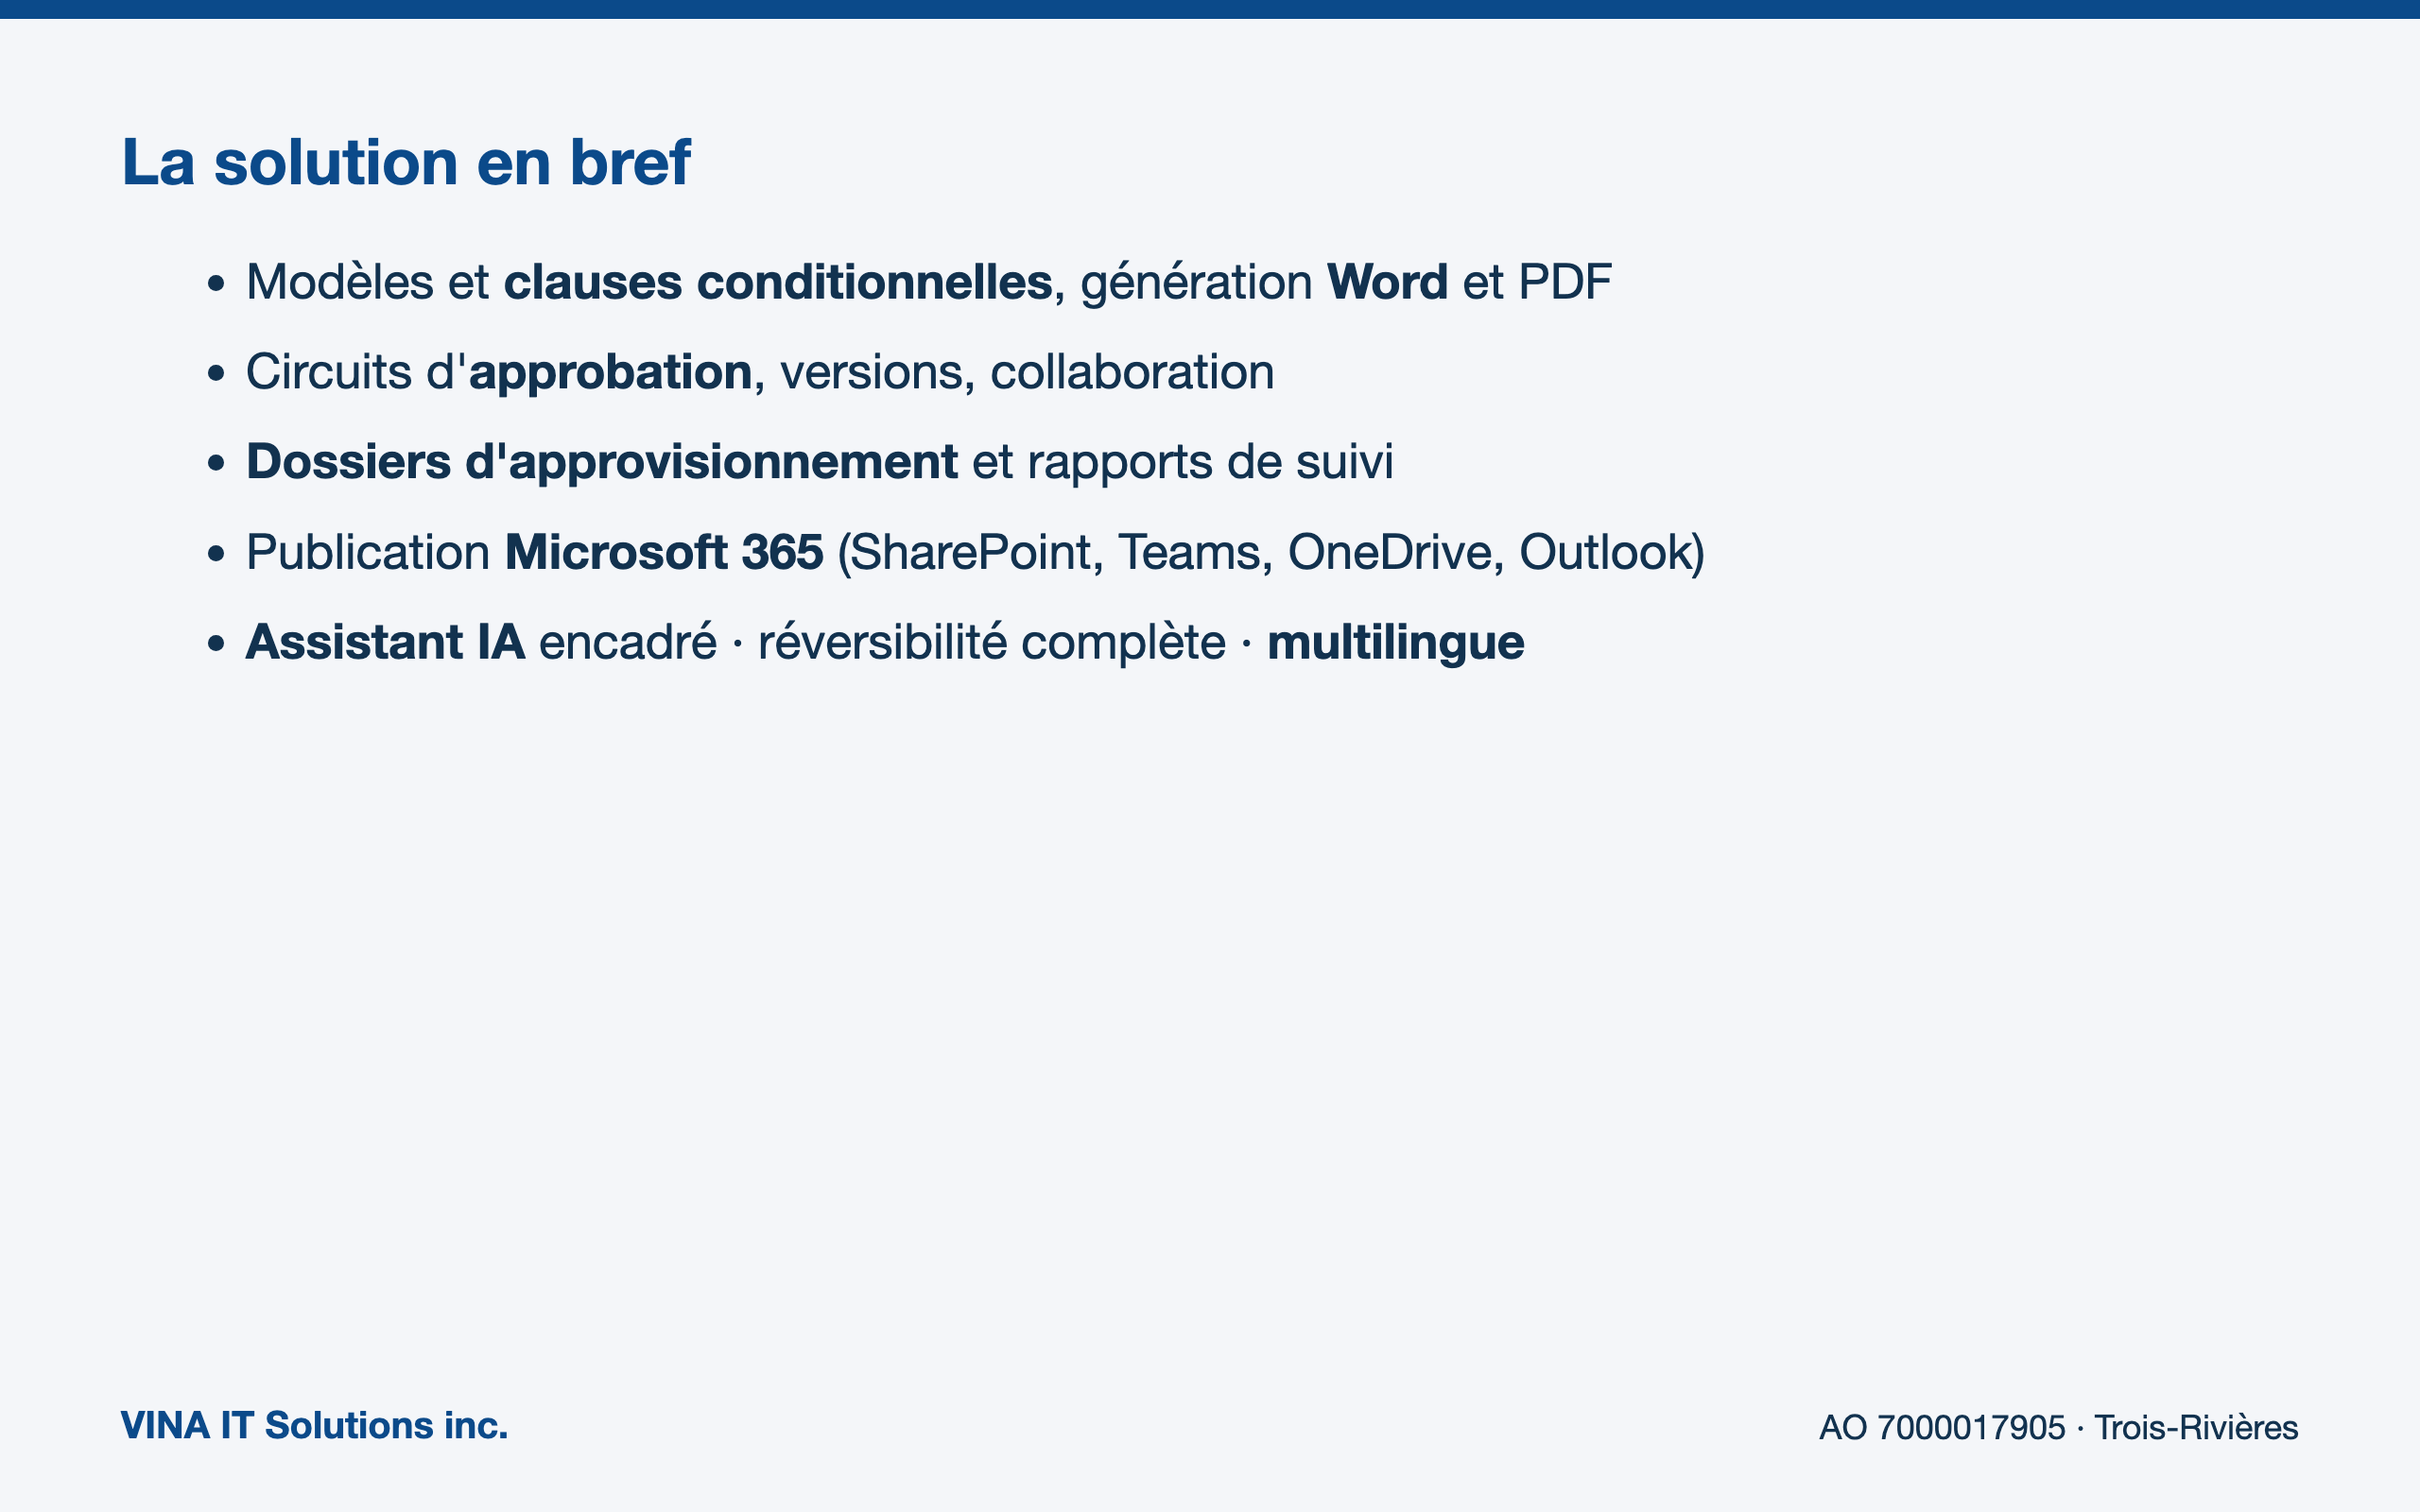 La solution en bref
• Modèles et clauses conditionnelles, génération Word et PDF
• Circuits d'approbation, versions, collaboration
• Dossiers d'approvisionnement et rapports de suivi
• Publication Microsoft 365 (SharePoint, Teams, OneDrive, Outlook)
• Assistant IA encadré · réversibilité complète · multilingue
VINA IT Solutions inc.
AO 7000017905 · Trois-Rivières